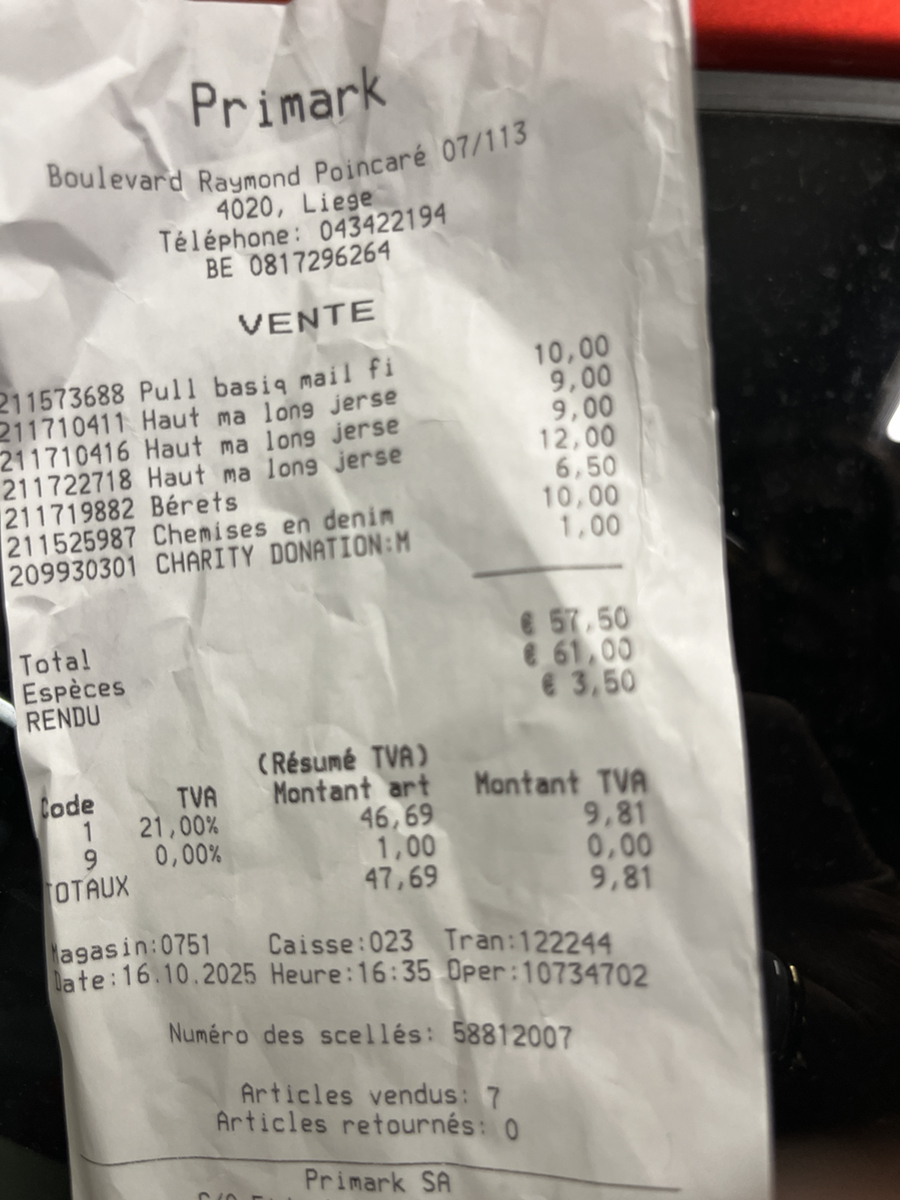 Primark
Boulevard Raymond Poincaré 07/113
4020, Liege
Téléphone: 043422194
BE 0817296264
VENTE
211573688 Pull basiq mail fi 10,00
211710411 Haut ma long jerse 9,00
211710416 Haut ma long jerse 9,00
211722718 Haut ma long jerse 12,00
211719882 Bérets 6,50
211525987 Chemises en denim 10,00
209930301 CHARITY DONATION:M 1,00
Total € 57,50
Espèces € 61,00
RENDU € 3,50
(Résumé TVA)
Code TVA Montant art Montant TVA
1 21,00% 46,69 9,81
9 0,00% 1,00 0,00
TOTAUX 47,69 9,81
Magasin:0751 Caisse:023 Tran:122244
Date:16.10.2025 Heure:16:35 Oper:10734702
Numéro des scellés: 58812007
Articles vendus: 7
Articles retournés: 0
Primark SA